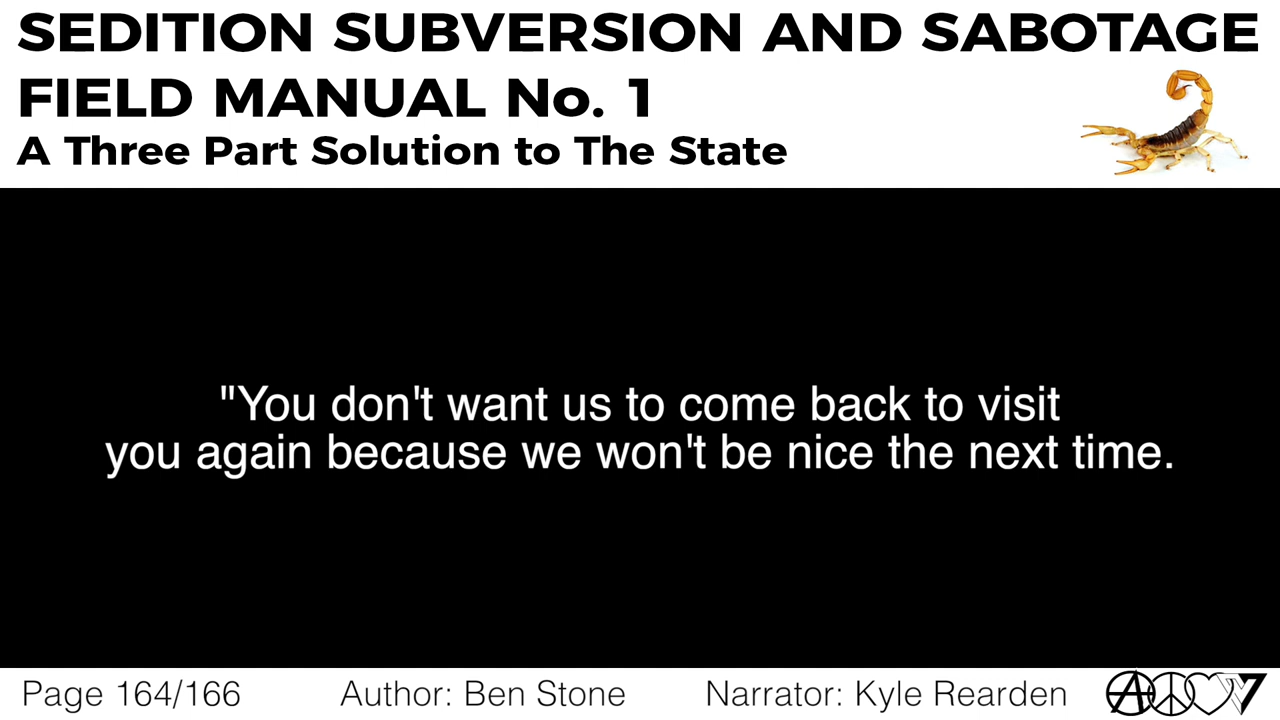 SEDITION SUBVERSION AND SABOTAGE
FIELD MANUAL No. 1
A Three Part Solution to The State
"You don't want us to come back to visit
you again because we won't be nice the next time.
Page 164/166 Author: Ben Stone Narrator: Kyle Rearden